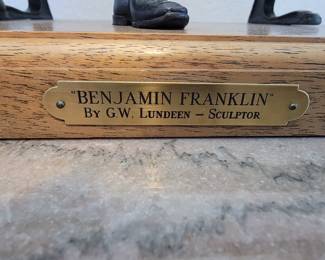 "BENJAMIN FRANKLIN"
BY G.W. LUNDEEN – SCULPTOR